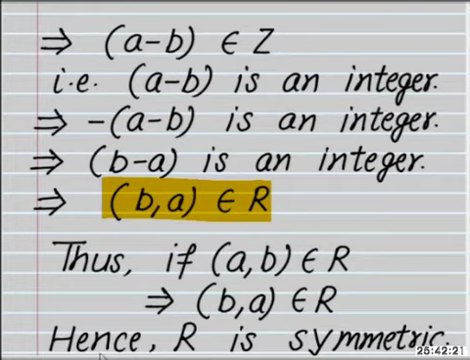 ⇒ (a-b) ∈ Z
i.e. (a-b) is an integer.
⇒ -(a-b) is an integer.
⇒ (b-a) is an integer.
⇒ (b,a) ∈ R
Thus, if (a,b) ∈ R
⇒ (b,a) ∈ R
Hence, R is symmetric.
28:42:21